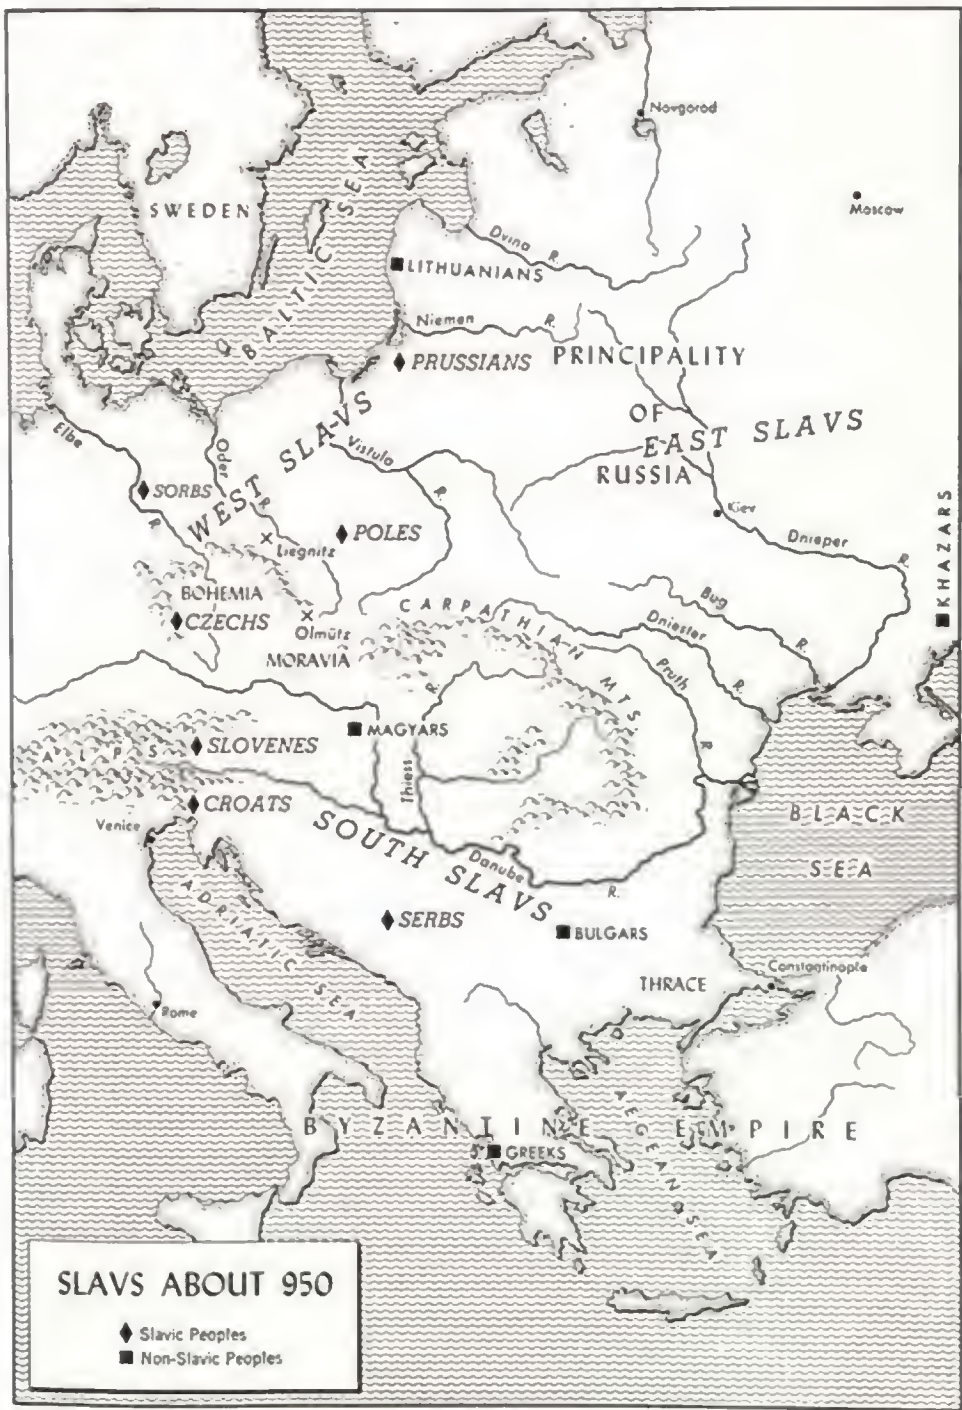 Novgorod
Moscow
SWEDEN
BALTIC SEA
Dvina R.
LITHUANIANS
Niemen R.
PRUSSIANS
PRINCIPALITY
OF
RUSSIA
EAST SLAVS
WEST SLAVS
Elbe R.
Oder R.
Vistula R.
SORBS
POLES
Liegnitz
Kiev
Dnieper R.
KHAZARS
BOHEMIA
CZECHS
Olmütz
MORAVIA
CARPATHIAN MTS.
Bug R.
Dniester R.
Pruth R.
MAGYARS
ALPS
SLOVENES
Thiess R.
CROATS
Venice
SOUTH SLAVS
Danube R.
BLACK
SEA
ADRIATIC SEA
SERBS
BULGARS
THRACE
Constantinople
Rome
AEGEAN SEA
BYZANTINE EMPIRE
GREEKS
SLAVS ABOUT 950
Slavic Peoples
Non-Slavic Peoples